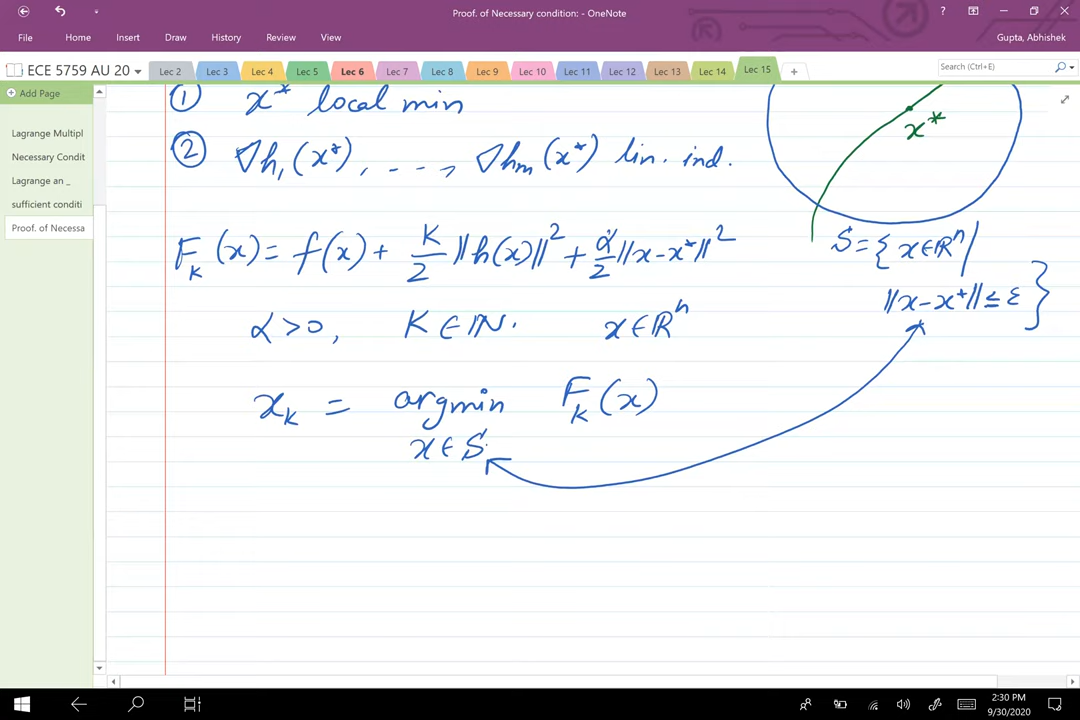 Proof. of Necessary condition: - OneNote
File Home Insert Draw History Review View Gupta, Abhishek
ECE 5759 AU 20 Lec 2 Lec 3 Lec 4 Lec 5 Lec 6 Lec 7 Lec 8 Lec 9 Lec 10 Lec 11 Lec 12 Lec 13 Lec 14 Lec 15 Search (Ctrl+E)
Add Page
Lagrange Multipl
Necessary Condit
Lagrange an _
sufficient conditi
Proof. of Necessa
① x* local min
x*
② ∇h₁(x*), ----, ∇hₘ(x*) lin. ind.
F_K(x) = f(x) + K/2 ||h(x)||² + α/2 ||x-x*||²
S = { x∈ℝⁿ |
||x-x*|| ≤ ε }
α > 0, K ∈ ℕ. x ∈ ℝⁿ
x_K = argmin F_K(x)
x ∈ S
2:30 PM
9/30/2020